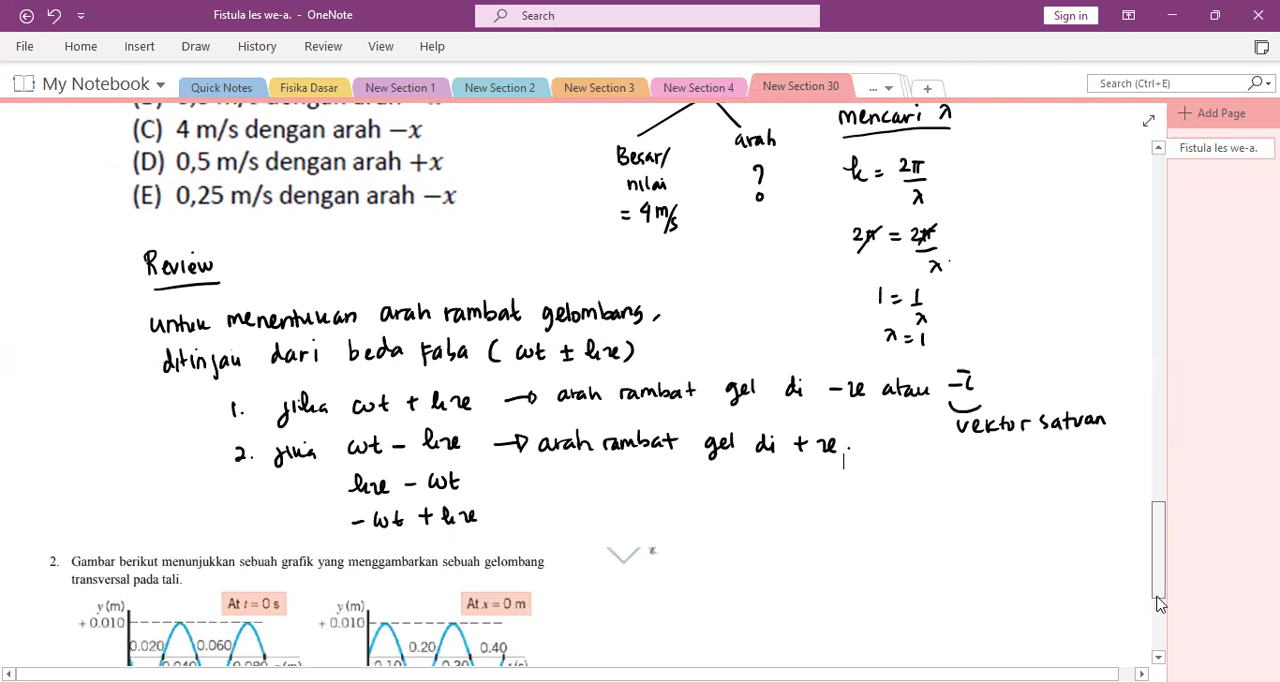 Fistula les we-a. - OneNote
Search
Sign in
File Home Insert Draw History Review View Help
My Notebook
Quick Notes Fisika Dasar New Section 1 New Section 2 New Section 3 New Section 4 New Section 30 ... +
Search (Ctrl+E)
Add Page
Fistula les we-a.
(C) 4 m/s dengan arah −x
(D) 0,5 m/s dengan arah +x
(E) 0,25 m/s dengan arah −x
Besar/
nilai
= 4 m/s
arah
?
mencari λ
k = 2π/λ
2π = 2π/λ
1 = 1/λ
λ = 1
Review
untuk menentukan arah rambat gelombang,
ditinjau dari beda fasa (ωt ± kx)
1. jika ωt + kx → arah rambat gel di -x atau -i
vektor satuan
2. jika ωt - kx → arah rambat gel di + x.
kx - ωt
- ωt + kx
2. Gambar berikut menunjukkan sebuah grafik yang menggambarkan sebuah gelombang
transversal pada tali.
y (m)
At t = 0 s
+ 0.010
0.020 0.060
y (m)
At x = 0 m
+ 0.010
0.20 0.40